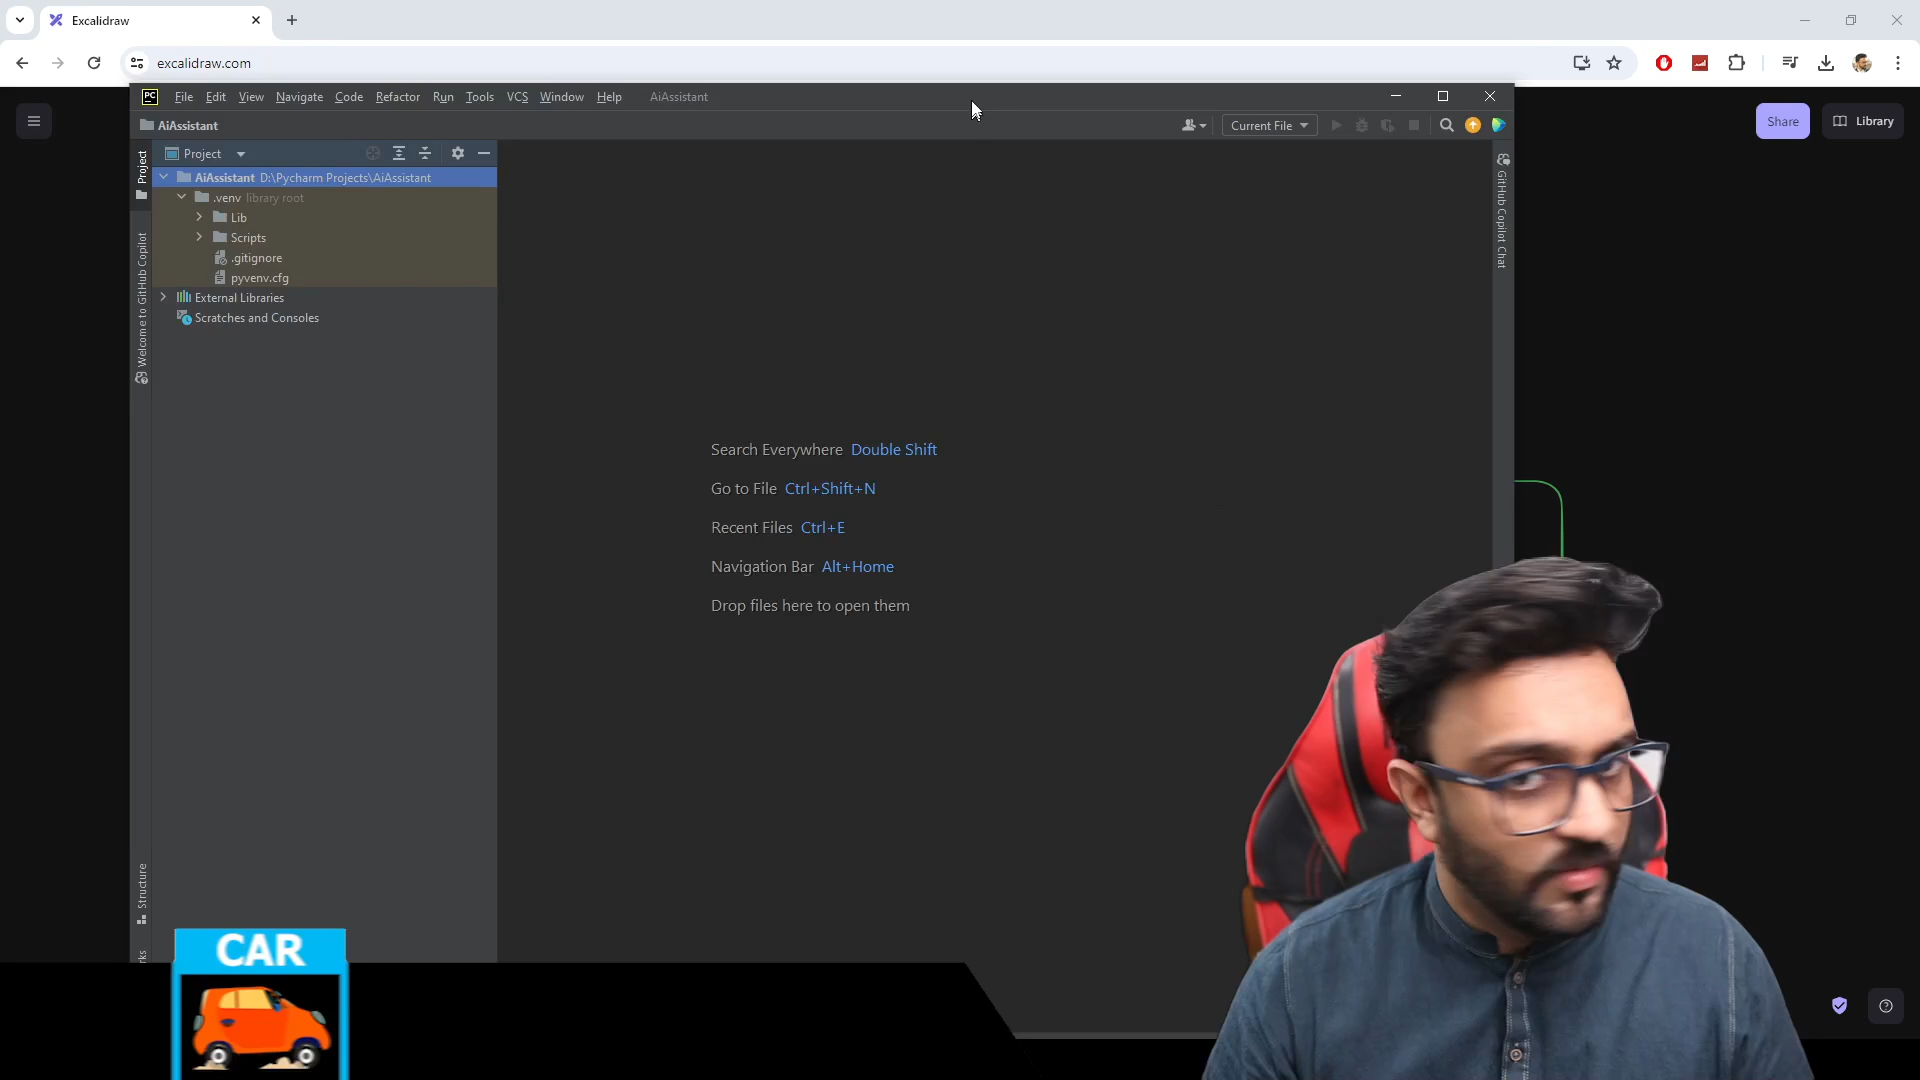 Excalidraw
excalidraw.com
PC File Edit View Navigate Code Refactor Run Tools VCS Window Help AiAssistant
AiAssistant
Current File
Share
Library
Project
Project
AiAssistant D:\Pycharm Projects\AiAssistant
.venv library root
Lib
Scripts
.gitignore
pyvenv.cfg
External Libraries
Scratches and Consoles
Welcome to GitHub Copilot
GitHub Copilot Chat
Search Everywhere Double Shift
Go to File Ctrl+Shift+N
Recent Files Ctrl+E
Navigation Bar Alt+Home
Drop files here to open them
Structure
CAR